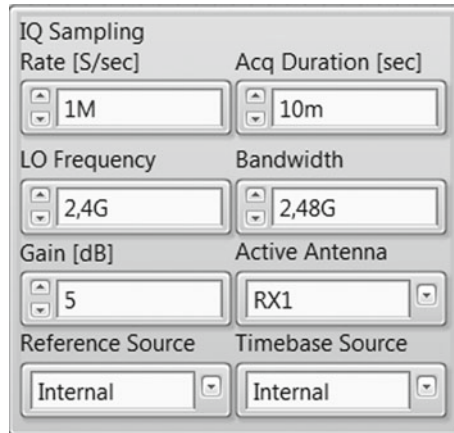 IQ Sampling
Rate [S/sec] Acq Duration [sec]
1M 10m
LO Frequency Bandwidth
2,4G 2,48G
Gain [dB] Active Antenna
5 RX1
Reference Source Timebase Source
Internal Internal